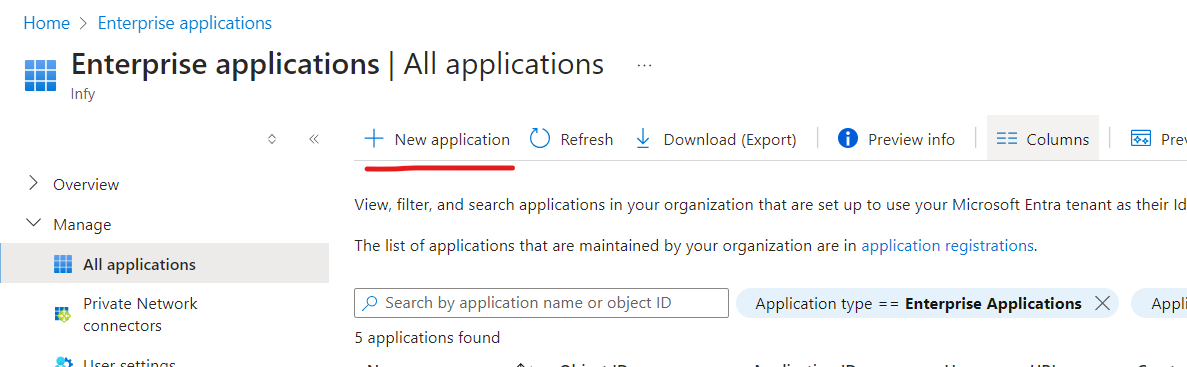 Home > Enterprise applications
Enterprise applications | All applications ...
Infy
New application Refresh Download (Export) Preview info Columns
Overview
Manage
All applications
Private Network
connectors
User settings
View, filter, and search applications in your organization that are set up to use your Microsoft Entra tenant as their
The list of applications that are maintained by your organization are in application registrations.
Search by application name or object ID
Application type == Enterprise Applications
5 applications found